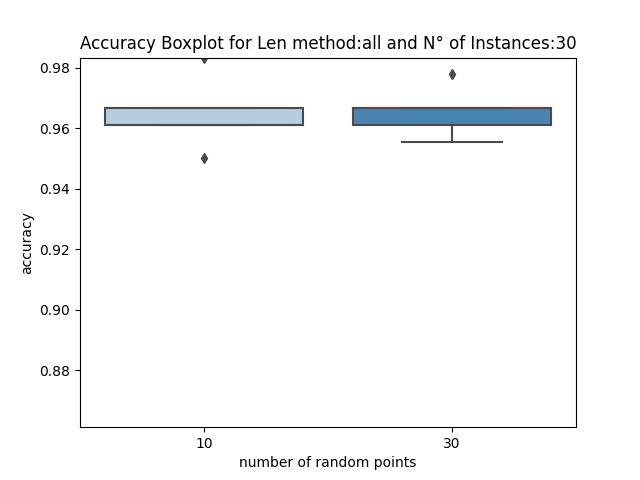 Accuracy Boxplot for Len method:all and N° of Instances:30
0.98
0.96
0.94
0.92
0.90
0.88
accuracy
10
30
number of random points